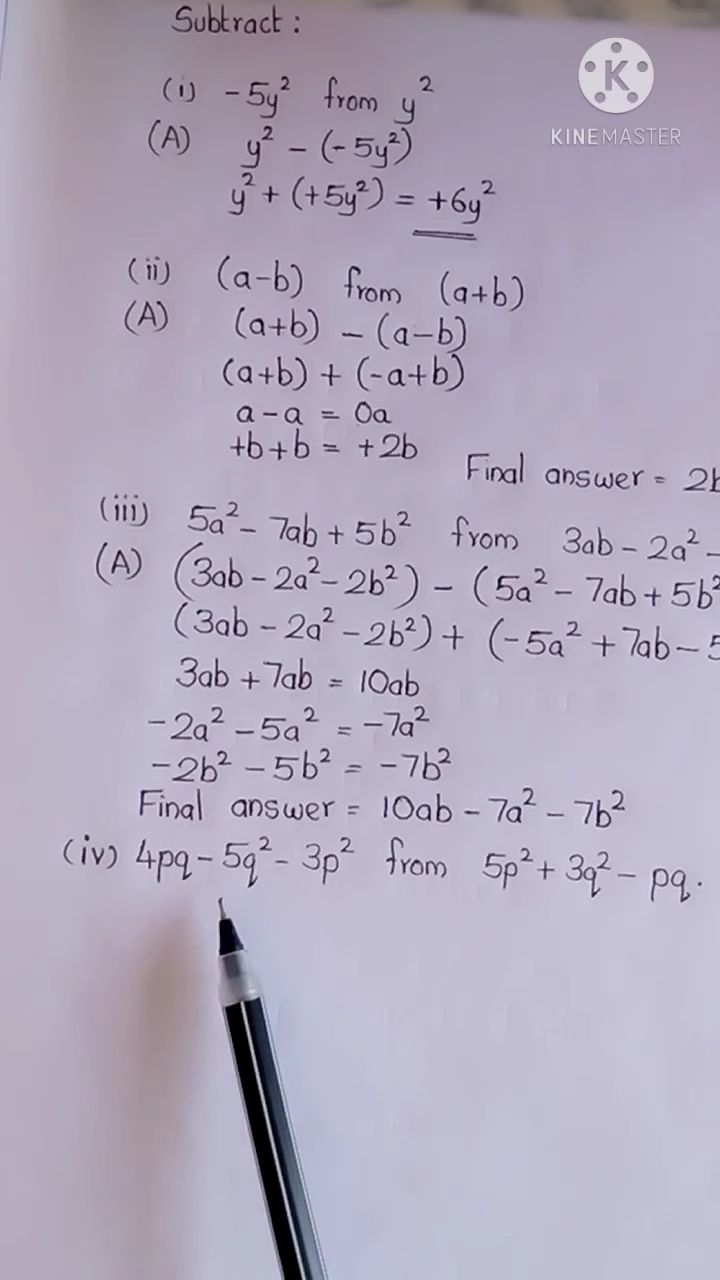 Subtract :
K
KINEMASTER
(i) -5y² from y²
(A) y² - (-5y²)
y² + (+5y²) = +6y²
(ii) (a-b) from (a+b)
(A) (a+b) - (a-b)
(a+b) + (-a+b)
a-a = 0a
+b+b = +2b
Final answer = 2b
(iii) 5a² - 7ab + 5b² from 3ab - 2a² -
(A) (3ab - 2a² - 2b²) - (5a² - 7ab + 5b²
(3ab - 2a² - 2b²) + (-5a² + 7ab - 5
3ab + 7ab = 10ab
-2a² - 5a² = -7a²
-2b² - 5b² = -7b²
Final answer = 10ab - 7a² - 7b²
(iv) 4pq - 5q² - 3p² from 5p² + 3q² - pq.